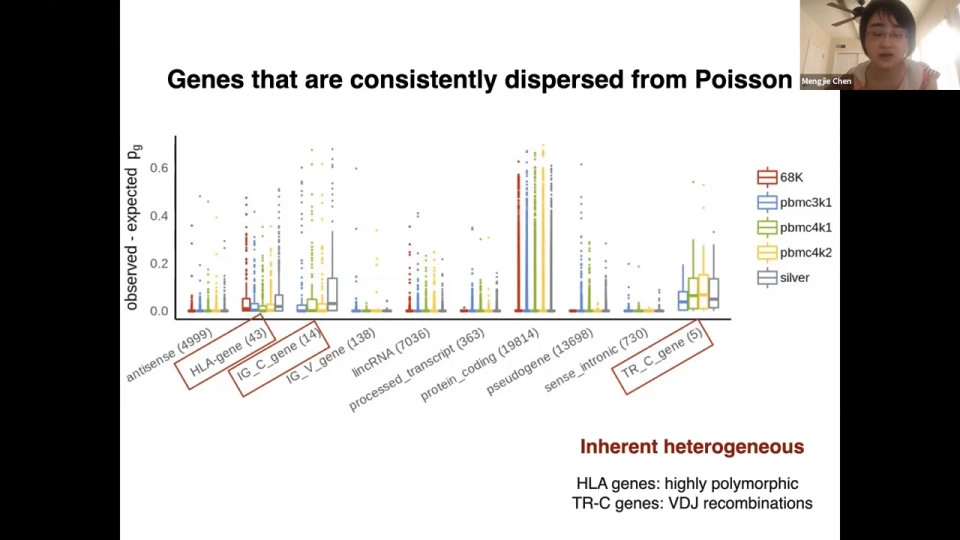 Genes that are consistently dispersed from Poisson
Mengjie Chen
observed - expected pg
0.6
0.4
0.2
0.0
antisense (4999)
HLA-gene (43)
IG_C_gene (14)
IG_V_gene (138)
lincRNA (7036)
processed_transcript (363)
protein_coding (19814)
pseudogene (13698)
sense_intronic (730)
TR_C_gene (5)
68K
pbmc3k1
pbmc4k1
pbmc4k2
silver
Inherent heterogeneous
HLA genes: highly polymorphic
TR-C genes: VDJ recombinations